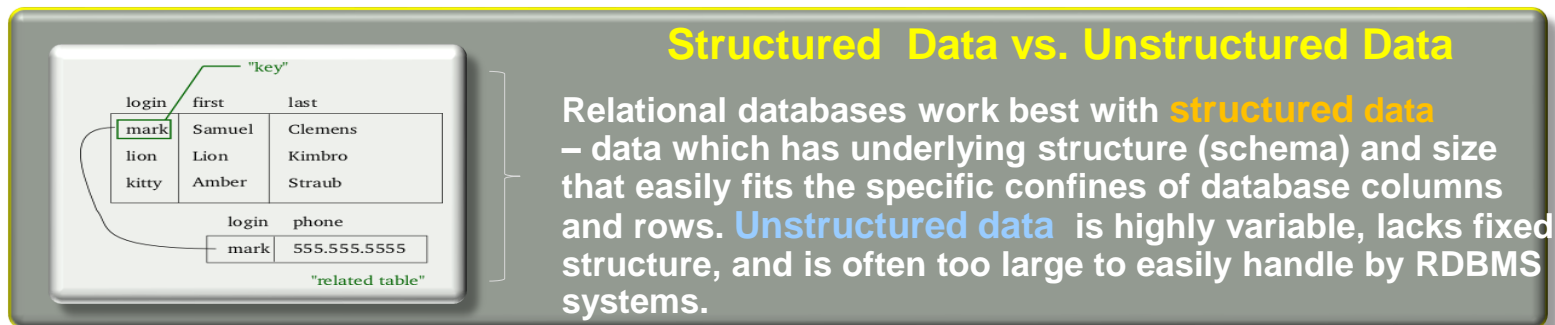 "key"
login first last
mark Samuel Clemens
lion Lion Kimbro
kitty Amber Straub
login phone
mark 555.555.5555
"related table"
Structured Data vs. Unstructured Data
Relational databases work best with structured data
– data which has underlying structure (schema) and size
that easily fits the specific confines of database columns
and rows. Unstructured data is highly variable, lacks fixed
structure, and is often too large to easily handle by RDBMS
systems.